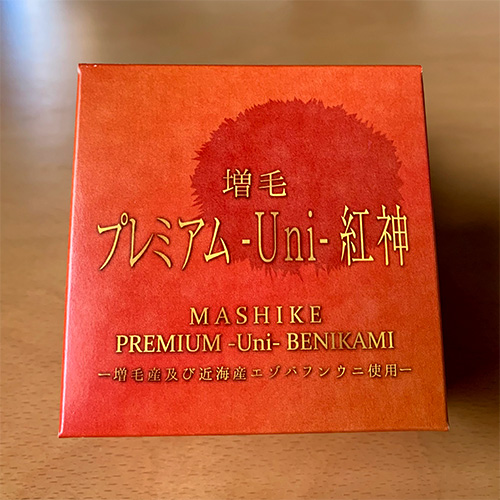 増毛
プレミアム-Uni-紅神
MASHIKE
PREMIUM -Uni- BENIKAMI
ー増毛産及び近海産エゾバフンウニ使用ー